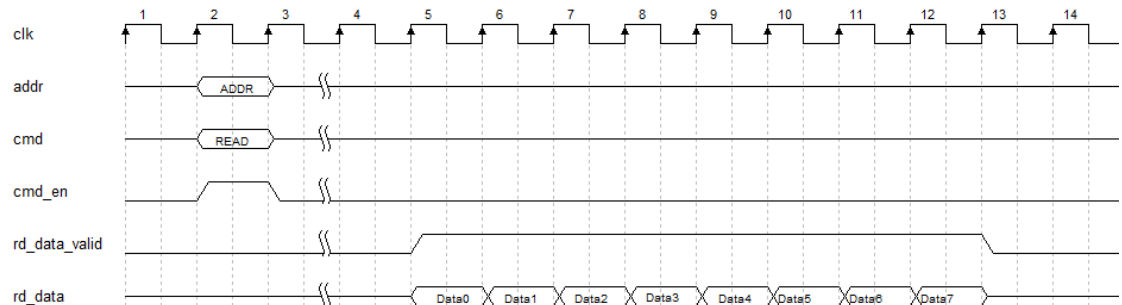 1 2 3 4 5 6 7 8 9 10 11 12 13 14
clk
addr ADDR
cmd READ
cmd_en
rd_data_valid
rd_data Data0 Data1 Data2 Data3 Data4 Data5 Data6 Data7